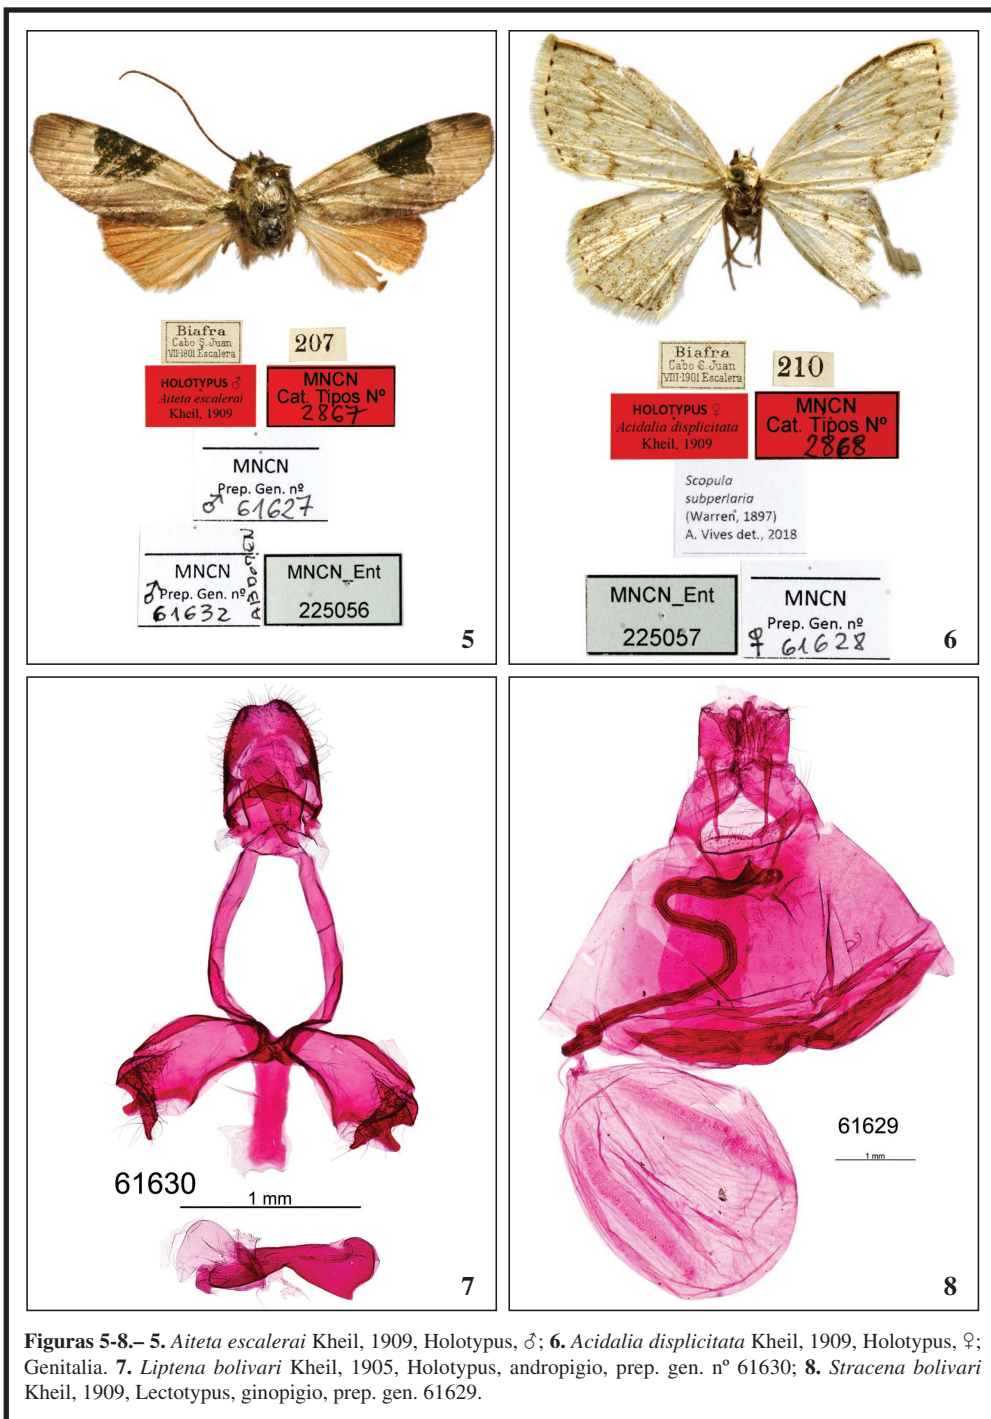 Biafra
Cabo S. Juan
VII-1901 Escalera
207
HOLOTYPUS ♂
Aiteta escalerai
Kheil, 1909
MNCN
Cat. Tipos Nº
2867
MNCN
Prep. Gen. nº
♂ 61627
MNCN
Prep. Gen. nº
♂ 61632
ABDOMEN
MNCN_Ent
225056
5
Biafra
Cabo S. Juan
VIII-1901 Escalera
210
HOLOTYPUS ♀
Acidalia displicitata
Kheil, 1909
MNCN
Cat. Tipos Nº
2868
Scopula
subperlaria
(Warren, 1897)
A. Vives det., 2018
MNCN_Ent
225057
MNCN
Prep. Gen. nº
♀ 61628
6
61630
1 mm
7
61629
1 mm
8
Figuras 5-8.– 5. Aiteta escalerai Kheil, 1909, Holotypus, ♂; 6. Acidalia displicitata Kheil, 1909, Holotypus, ♀;
Genitalia. 7. Liptena bolivari Kheil, 1905, Holotypus, andropigio, prep. gen. nº 61630; 8. Stracena bolivari
Kheil, 1909, Lectotypus, ginopigio, prep. gen. 61629.